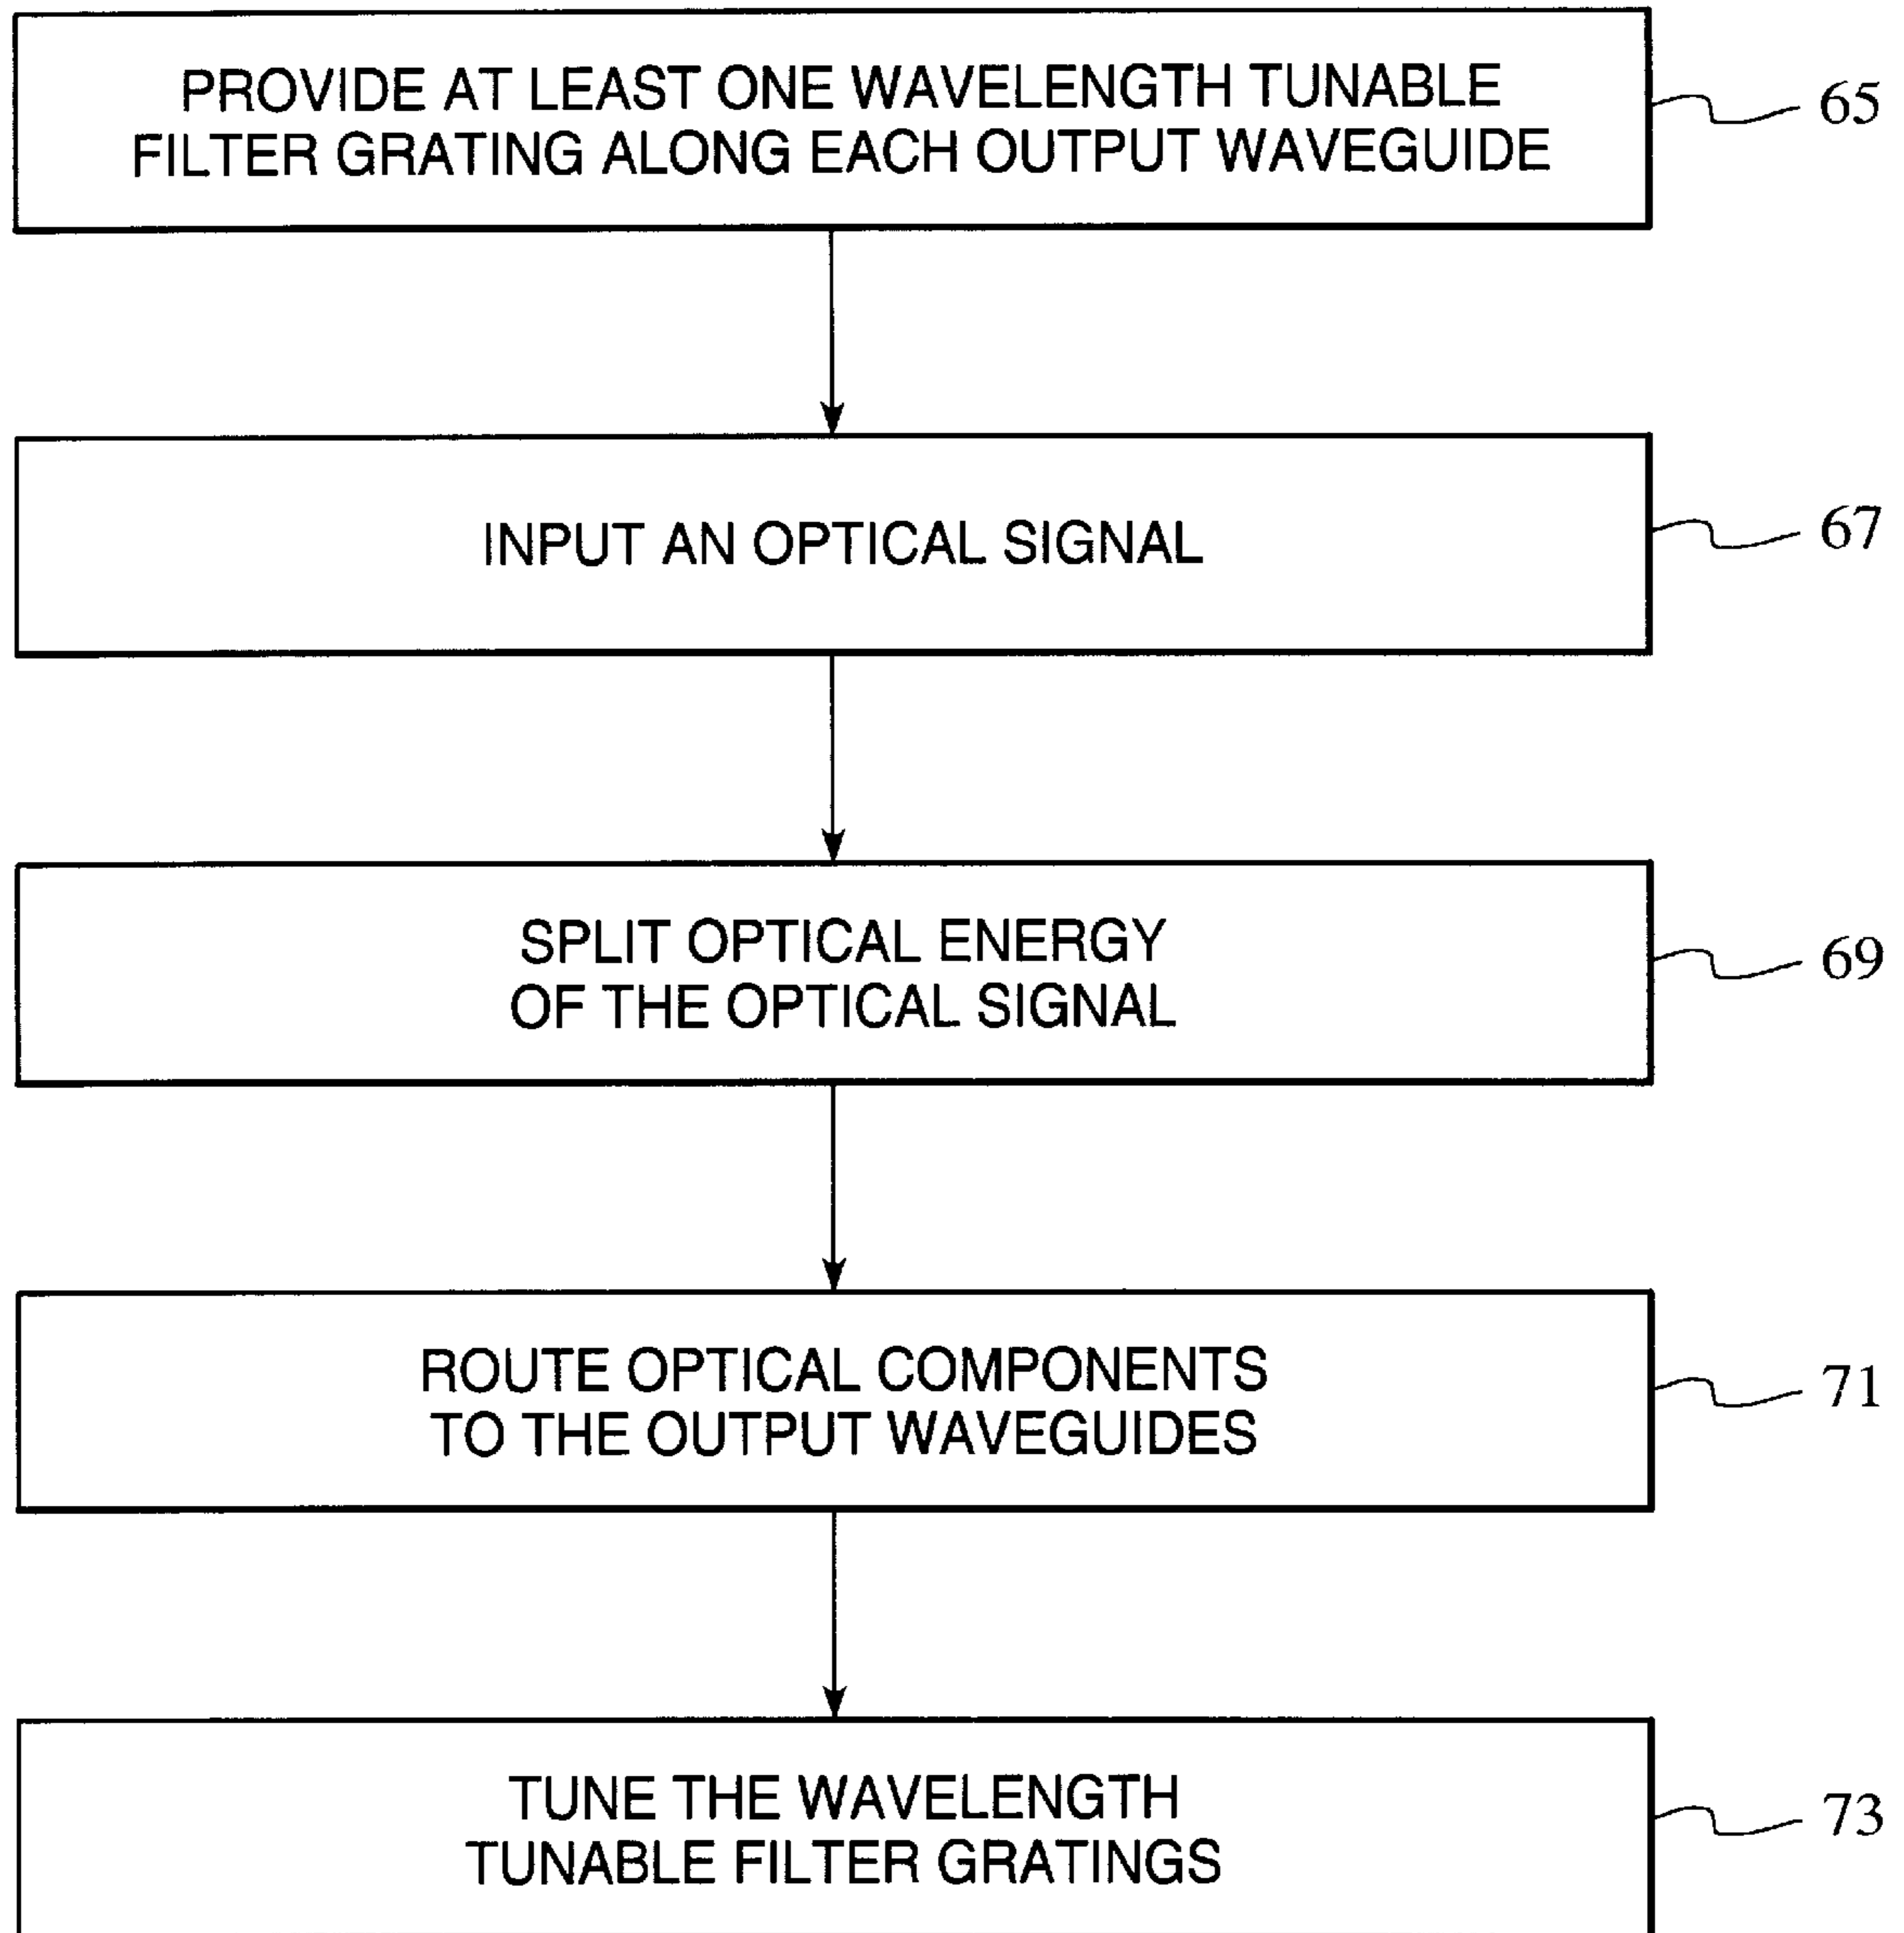 PROVIDE AT LEAST ONE WAVELENGTH TUNABLE
FILTER GRATING ALONG EACH OUTPUT WAVEGUIDE
65
INPUT AN OPTICAL SIGNAL
67
SPLIT OPTICAL ENERGY
OF THE OPTICAL SIGNAL
69
ROUTE OPTICAL COMPONENTS
TO THE OUTPUT WAVEGUIDES
71
TUNE THE WAVELENGTH
TUNABLE FILTER GRATINGS
73